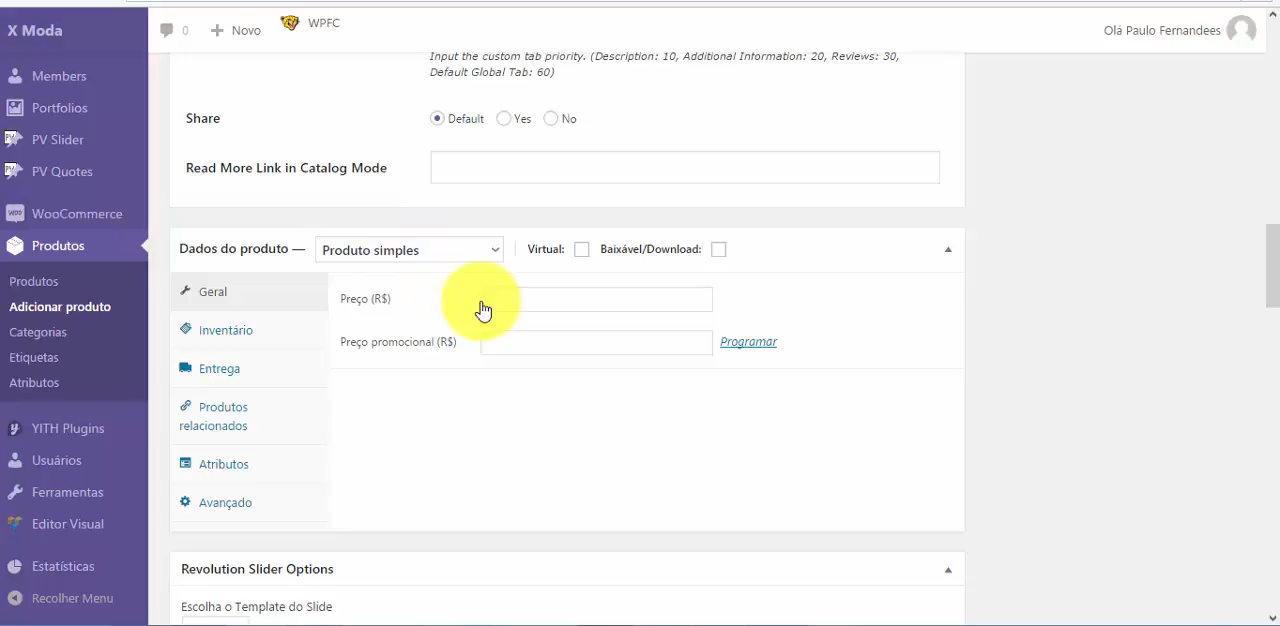 X Moda
0
Novo
WPFC
Olá Paulo Fernandees
Members
Portfolios
PV Slider
PV Quotes
WooCommerce
Produtos
Produtos
Adicionar produto
Categorias
Etiquetas
Atributos
YITH Plugins
Usuários
Ferramentas
Editor Visual
Estatísticas
Recolher Menu
Input the custom tab priority. (Description: 10, Additional Information: 20, Reviews: 30,
Default Global Tab: 60)
Share
Default
Yes
No
Read More Link in Catalog Mode
Dados do produto —
Produto simples
Virtual:
Baixável/Download:
Geral
Inventário
Entrega
Produtos
relacionados
Atributos
Avançado
Preço (R$)
Preço promocional (R$)
Programar
Revolution Slider Options
Escolha o Template do Slide